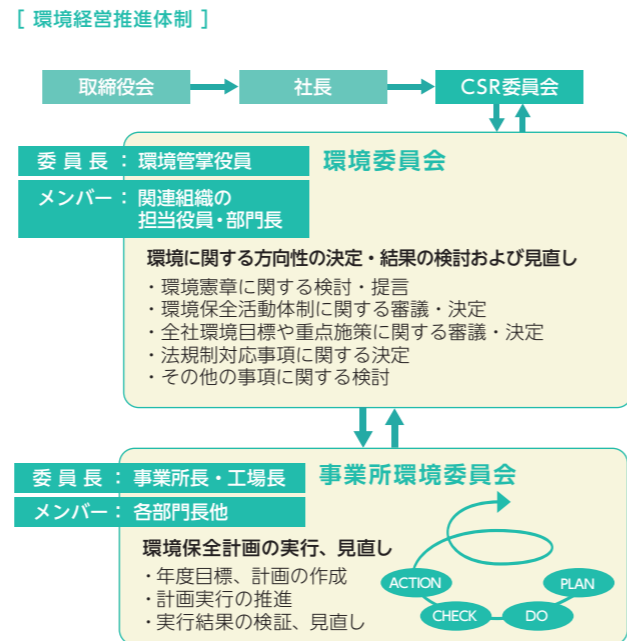 [ 環境経営推進体制 ]
取締役会
社長
CSR委員会
委員長：環境管掌役員
環境委員会
メンバー：関連組織の
担当役員・部門長
環境に関する方向性の決定・結果の検討および見直し
・環境憲章に関する検討・提言
・環境保全活動体制に関する審議・決定
・全社環境目標や重点施策に関する審議・決定
・法規制対応事項に関する決定
・その他の事項に関する検討
委員長：事業所長・工場長
事業所環境委員会
メンバー：各部門長他
環境保全計画の実行、見直し
・年度目標、計画の作成
・計画実行の推進
・実行結果の検証、見直し
ACTION
PLAN
CHECK
DO